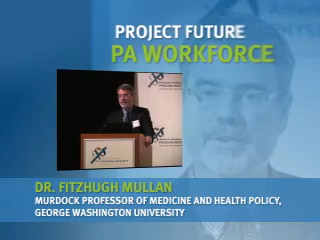 PROJECT FUTURE
PA WORKFORCE
DR. FITZHUGH MULLAN
MURDOCK PROFESSOR OF MEDICINE AND HEALTH POLICY,
GEORGE WASHINGTON UNIVERSITY